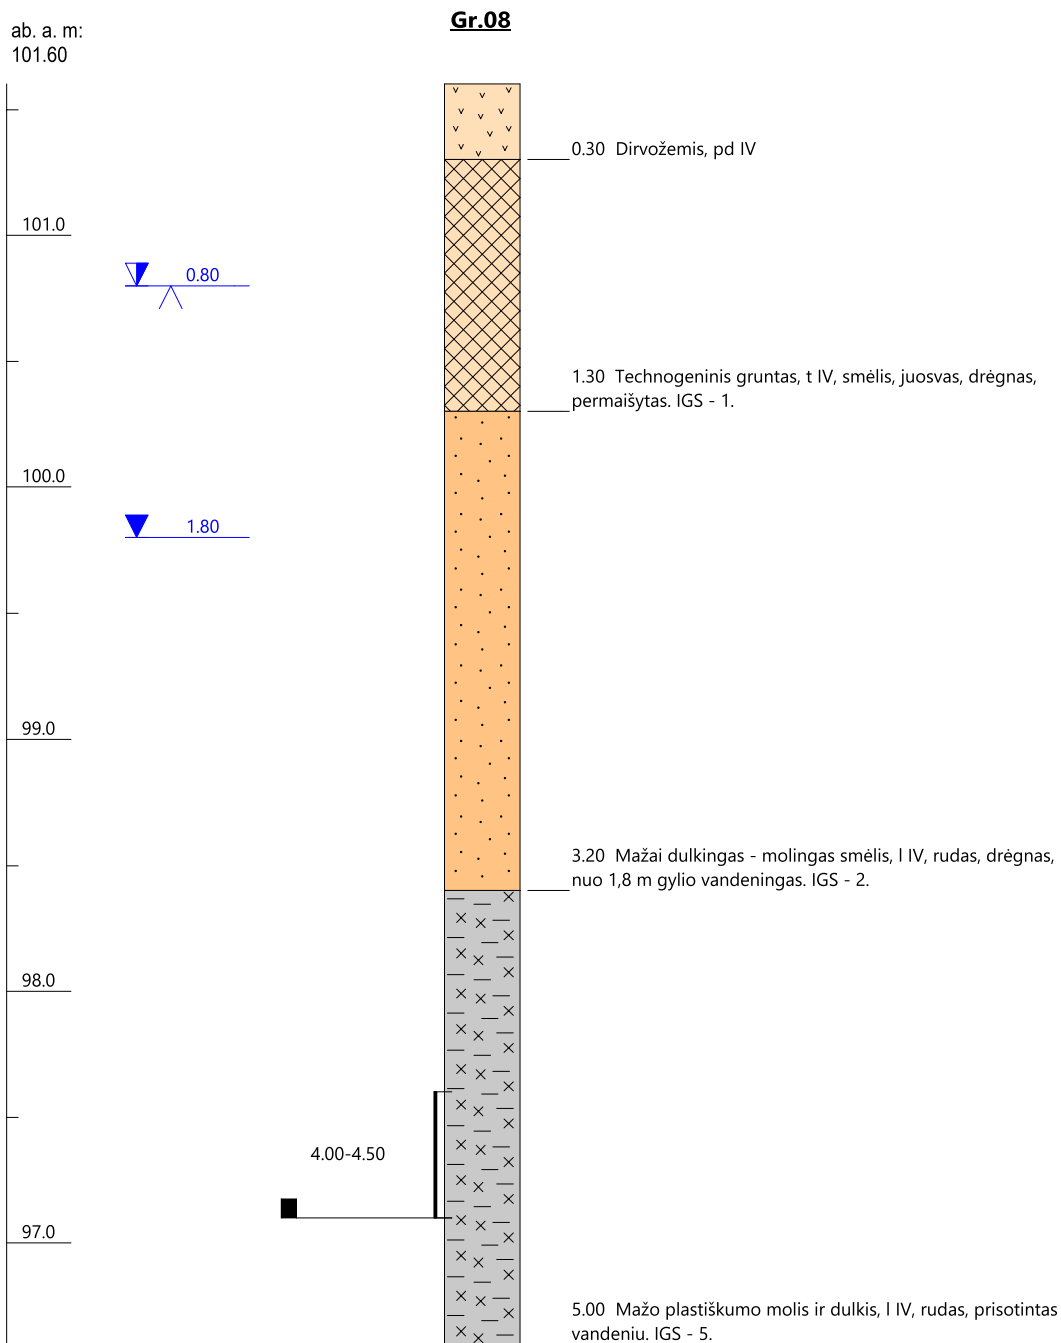 Gr.08
ab. a. m:
101.60
0.30 Dirvožemis, pd IV
101.0
0.80
1.30 Technogeninis gruntas, t IV, smėlis, juosvas, drėgnas,
permaišytas. IGS - 1.
100.0
1.80
99.0
3.20 Mažai dulkingas - molingas smėlis, l IV, rudas, drėgnas,
nuo 1,8 m gylio vandeningas. IGS - 2.
98.0
4.00-4.50
97.0
5.00 Mažo plastiškumo molis ir dulkis, l IV, rudas, prisotintas
vandeniu. IGS - 5.